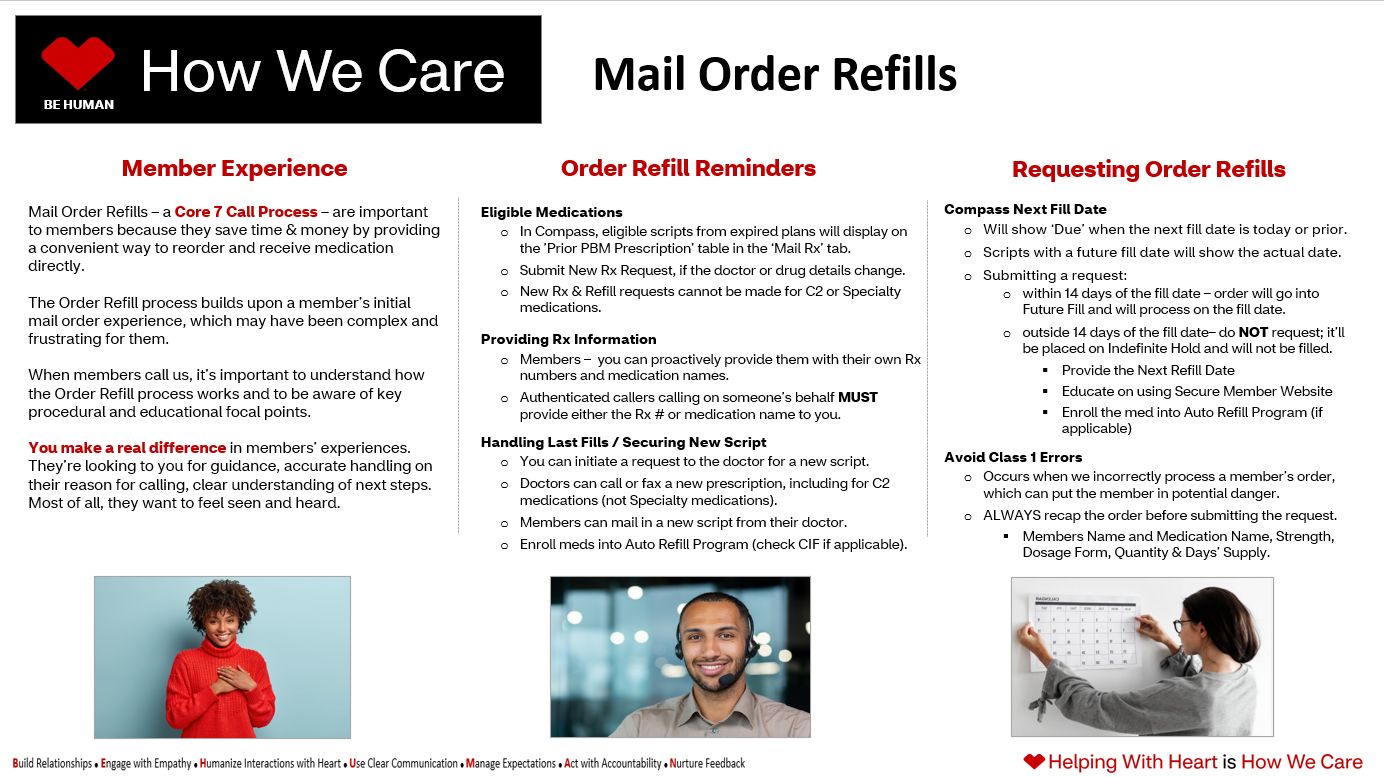 How We Care
BE HUMAN
Mail Order Refills
Member Experience
Mail Order Refills – a Core 7 Call Process – are important
to members because they save time & money by providing
a convenient way to reorder and receive medication
directly.
The Order Refill process builds upon a member's initial
mail order experience, which may have been complex and
frustrating for them.
When members call us, it's important to understand how
the Order Refill process works and to be aware of key
procedural and educational focal points.
You make a real difference in members' experiences.
They're looking to you for guidance, accurate handling on
their reason for calling, clear understanding of next steps.
Most of all, they want to feel seen and heard.
Order Refill Reminders
Eligible Medications
o In Compass, eligible scripts from expired plans will display on
the 'Prior PBM Prescription' table in the 'Mail Rx' tab.
o Submit New Rx Request, if the doctor or drug details change.
o New Rx & Refill requests cannot be made for C2 or Specialty
medications.
Providing Rx Information
o Members – you can proactively provide them with their own Rx
numbers and medication names.
o Authenticated callers calling on someone's behalf MUST
provide either the Rx # or medication name to you.
Handling Last Fills / Securing New Script
o You can initiate a request to the doctor for a new script.
o Doctors can call or fax a new prescription, including for C2
medications (not Specialty medications).
o Members can mail in a new script from their doctor.
o Enroll meds into Auto Refill Program (check CIF if applicable).
Requesting Order Refills
Compass Next Fill Date
o Will show 'Due' when the next fill date is today or prior.
o Scripts with a future fill date will show the actual date.
o Submitting a request:
o within 14 days of the fill date – order will go into
Future Fill and will process on the fill date.
o outside 14 days of the fill date– do NOT request; it'll
be placed on Indefinite Hold and will not be filled.
▪ Provide the Next Refill Date
▪ Educate on using Secure Member Website
▪ Enroll the med into Auto Refill Program (if
applicable)
Avoid Class 1 Errors
o Occurs when we incorrectly process a member's order,
which can put the member in potential danger.
o ALWAYS recap the order before submitting the request.
▪ Members Name and Medication Name, Strength,
Dosage Form, Quantity & Days' Supply.
Build Relationships • Engage with Empathy • Humanize Interactions with Heart • Use Clear Communication • Manage Expectations • Act with Accountability • Nurture Feedback
Helping With Heart is How We Care